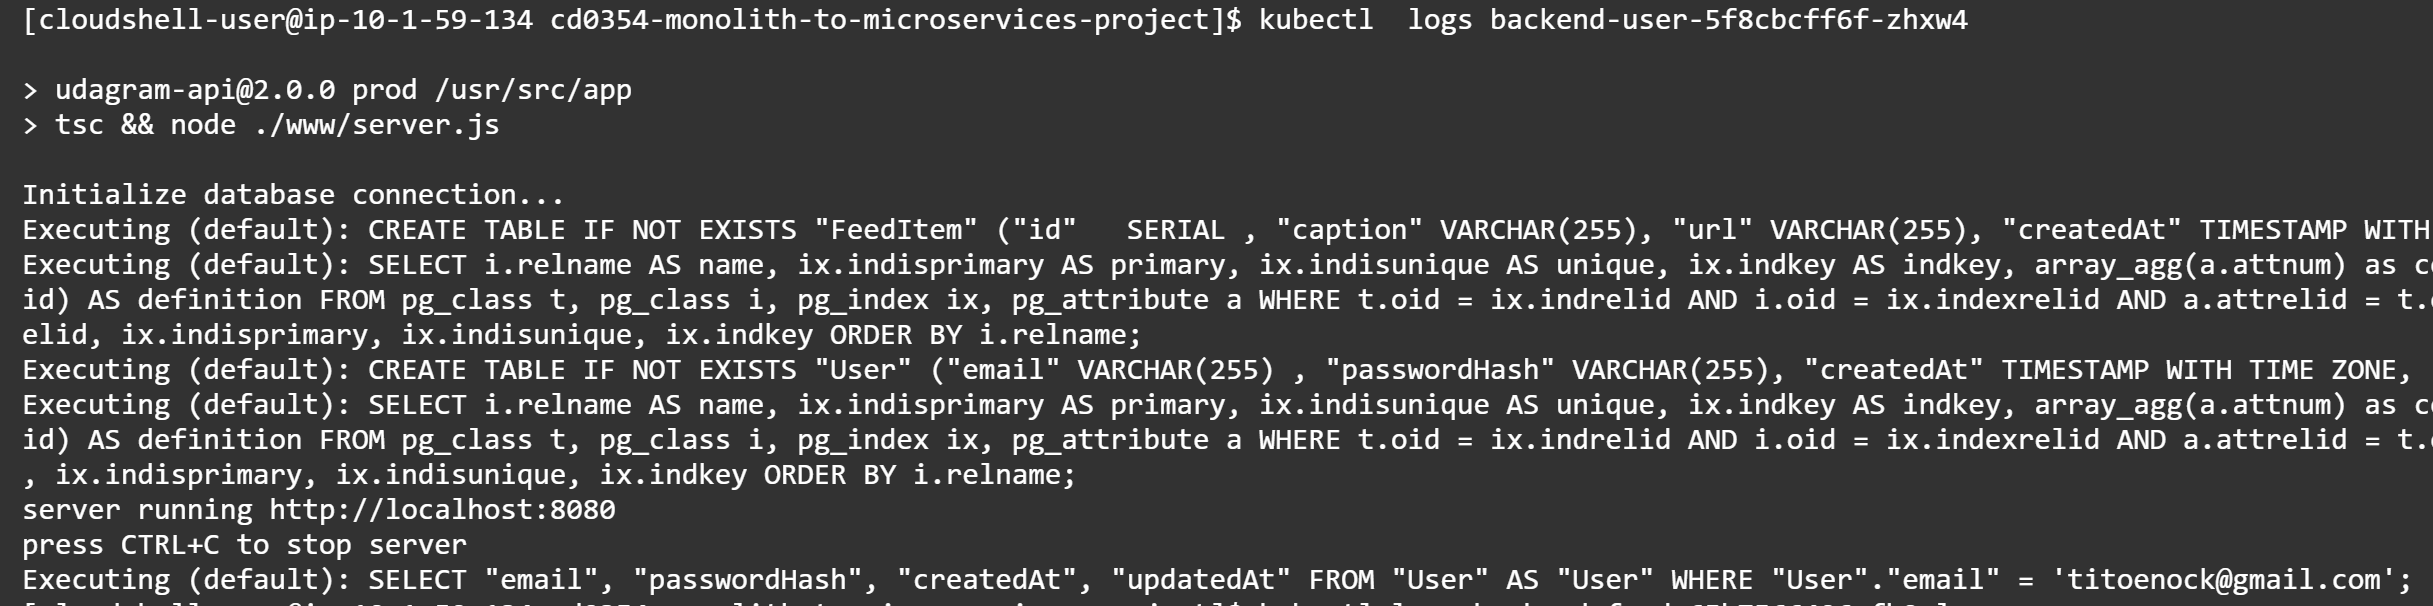 [cloudshell-user@ip-10-1-59-134 cd0354-monolith-to-microservices-project]$ kubectl  logs backend-user-5f8cbcff6f-zhxw4
> udagram-api@2.0.0 prod /usr/src/app
> tsc && node ./www/server.js
Initialize database connection...
Executing (default): CREATE TABLE IF NOT EXISTS "FeedItem" ("id"   SERIAL , "caption" VARCHAR(255), "url" VARCHAR(255), "createdAt" TIMESTAMP WITH
Executing (default): SELECT i.relname AS name, ix.indisprimary AS primary, ix.indisunique AS unique, ix.indkey AS indkey, array_agg(a.attnum) as
id) AS definition FROM pg_class t, pg_class i, pg_index ix, pg_attribute a WHERE t.oid = ix.indrelid AND i.oid = ix.indexrelid AND a.attrelid = t.
elid, ix.indisprimary, ix.indisunique, ix.indkey ORDER BY i.relname;
Executing (default): CREATE TABLE IF NOT EXISTS "User" ("email" VARCHAR(255) , "passwordHash" VARCHAR(255), "createdAt" TIMESTAMP WITH TIME ZONE,
Executing (default): SELECT i.relname AS name, ix.indisprimary AS primary, ix.indisunique AS unique, ix.indkey AS indkey, array_agg(a.attnum) as
id) AS definition FROM pg_class t, pg_class i, pg_index ix, pg_attribute a WHERE t.oid = ix.indrelid AND i.oid = ix.indexrelid AND a.attrelid = t.
, ix.indisprimary, ix.indisunique, ix.indkey ORDER BY i.relname;
server running http://localhost:8080
press CTRL+C to stop server
Executing (default): SELECT "email", "passwordHash", "createdAt", "updatedAt" FROM "User" AS "User" WHERE "User"."email" = 'titoenock@gmail.com';